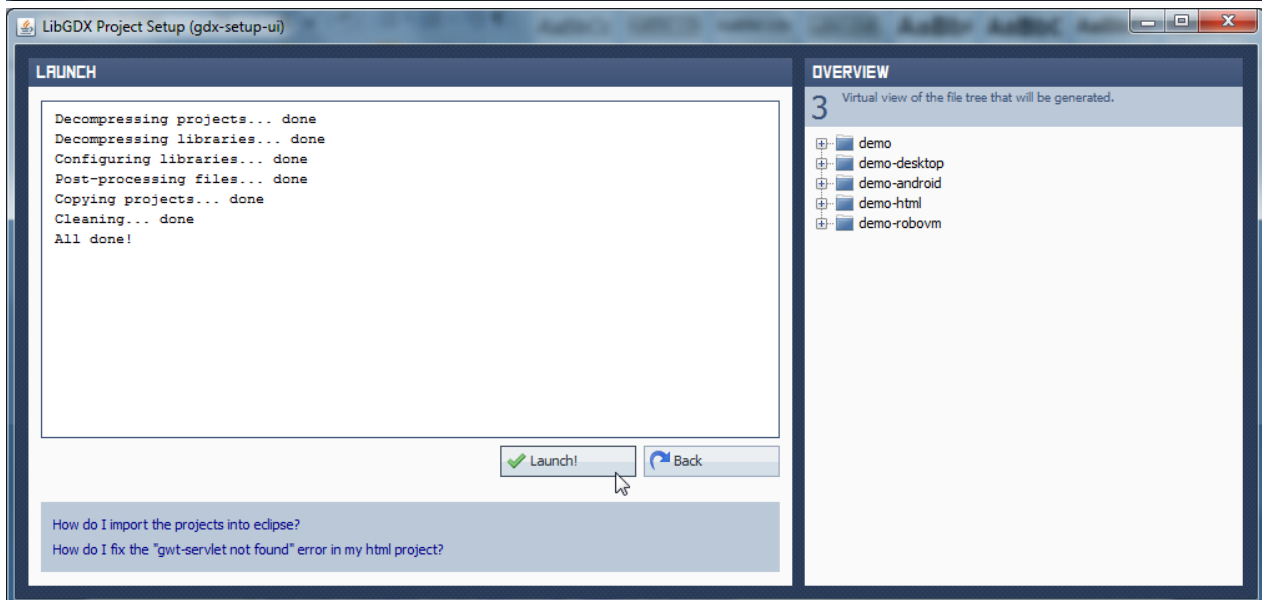 LibGDX Project Setup (gdx-setup-ui)
LAUNCH
Decompressing projects... done
Decompressing libraries... done
Configuring libraries... done
Post-processing files... done
Copying projects... done
Cleaning... done
All done!
Launch!
Back
How do I import the projects into eclipse?
How do I fix the "gwt-servlet not found" error in my html project?
OVERVIEW
3 Virtual view of the file tree that will be generated.
demo
demo-desktop
demo-android
demo-html
demo-robovm